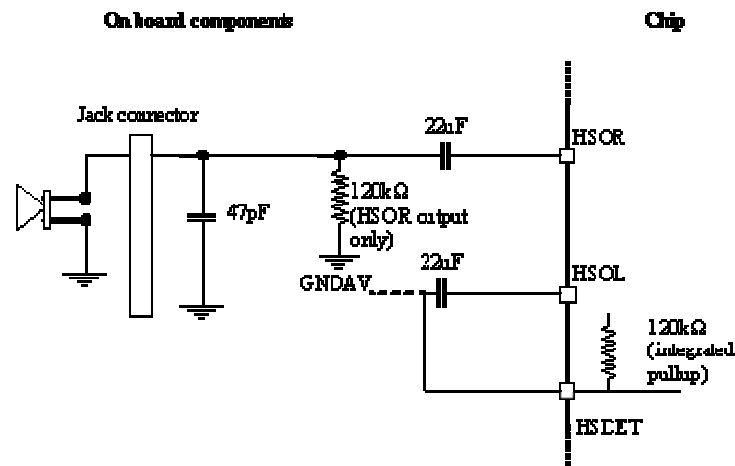 On board components
Chip
Jack connector
22uF
HSOR
47pF
120kΩ
(HSOR output
only)
22uF
HSOL
GNDAV
120kΩ
(integrated
pullup)
HSDET